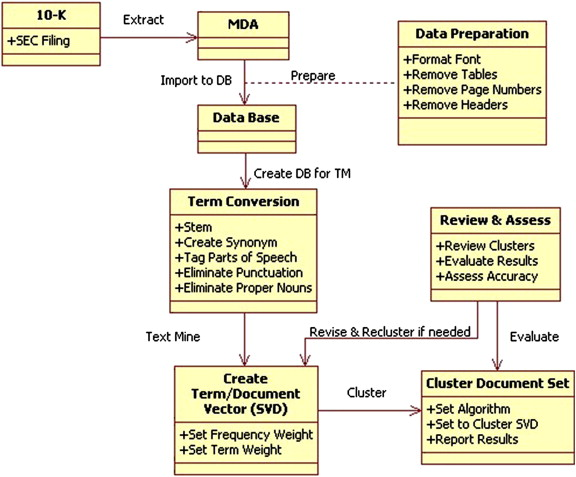 10-K
+SEC Filing
Extract
MDA
Data Preparation
+Format Font
+Remove Tables
+Remove Page Numbers
+Remove Headers
Import to DB
Prepare
Data Base
Create DB for TM
Term Conversion
+Stem
+Create Synonym
+Tag Parts of Speech
+Eliminate Punctuation
+Eliminate Proper Nouns
Review & Assess
+Review Clusters
+Evaluate Results
+Assess Accuracy
Text Mine
Revise & Recluster if needed
Evaluate
Create
Term/Document
Vector (SVD)
+Set Frequency Weight
+Set Term Weight
Cluster
Cluster Document Set
+Set Algorithm
+Set to Cluster SVD
+Report Results